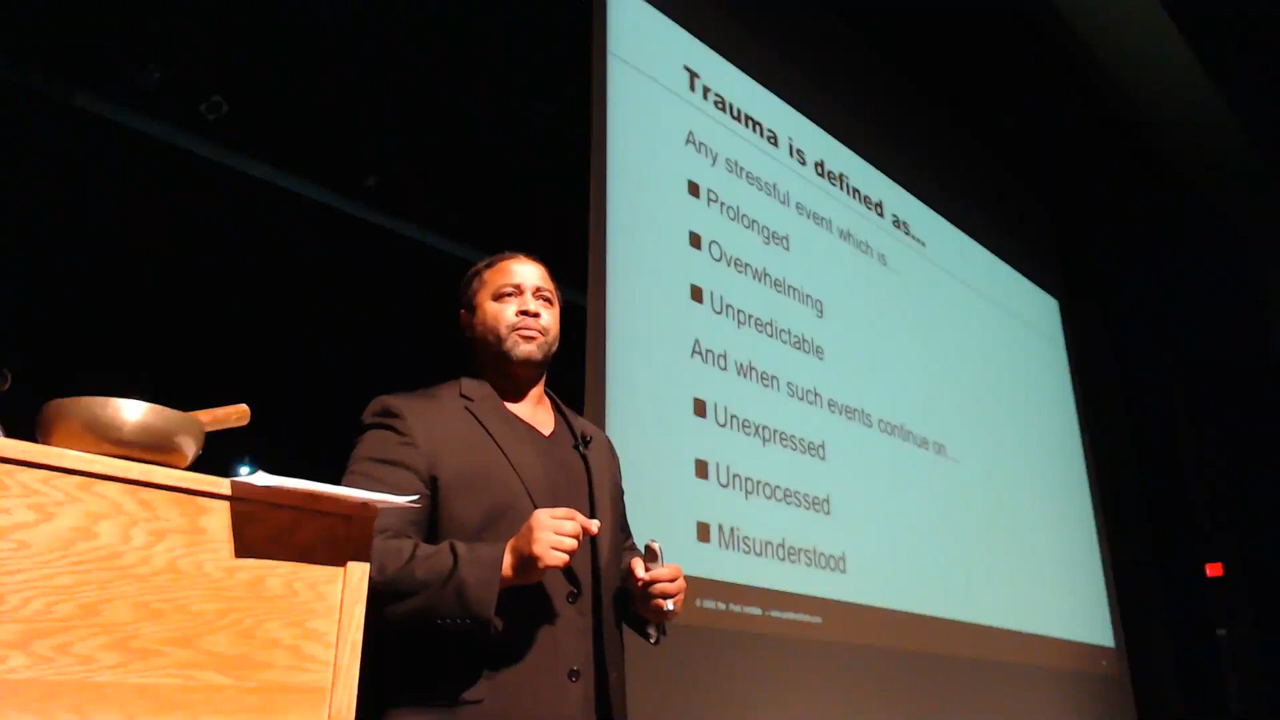 Trauma is defined as...
Any stressful event which is...
Prolonged
Overwhelming
Unpredictable
And when such events continue on....
Unexpressed
Unprocessed
Misunderstood